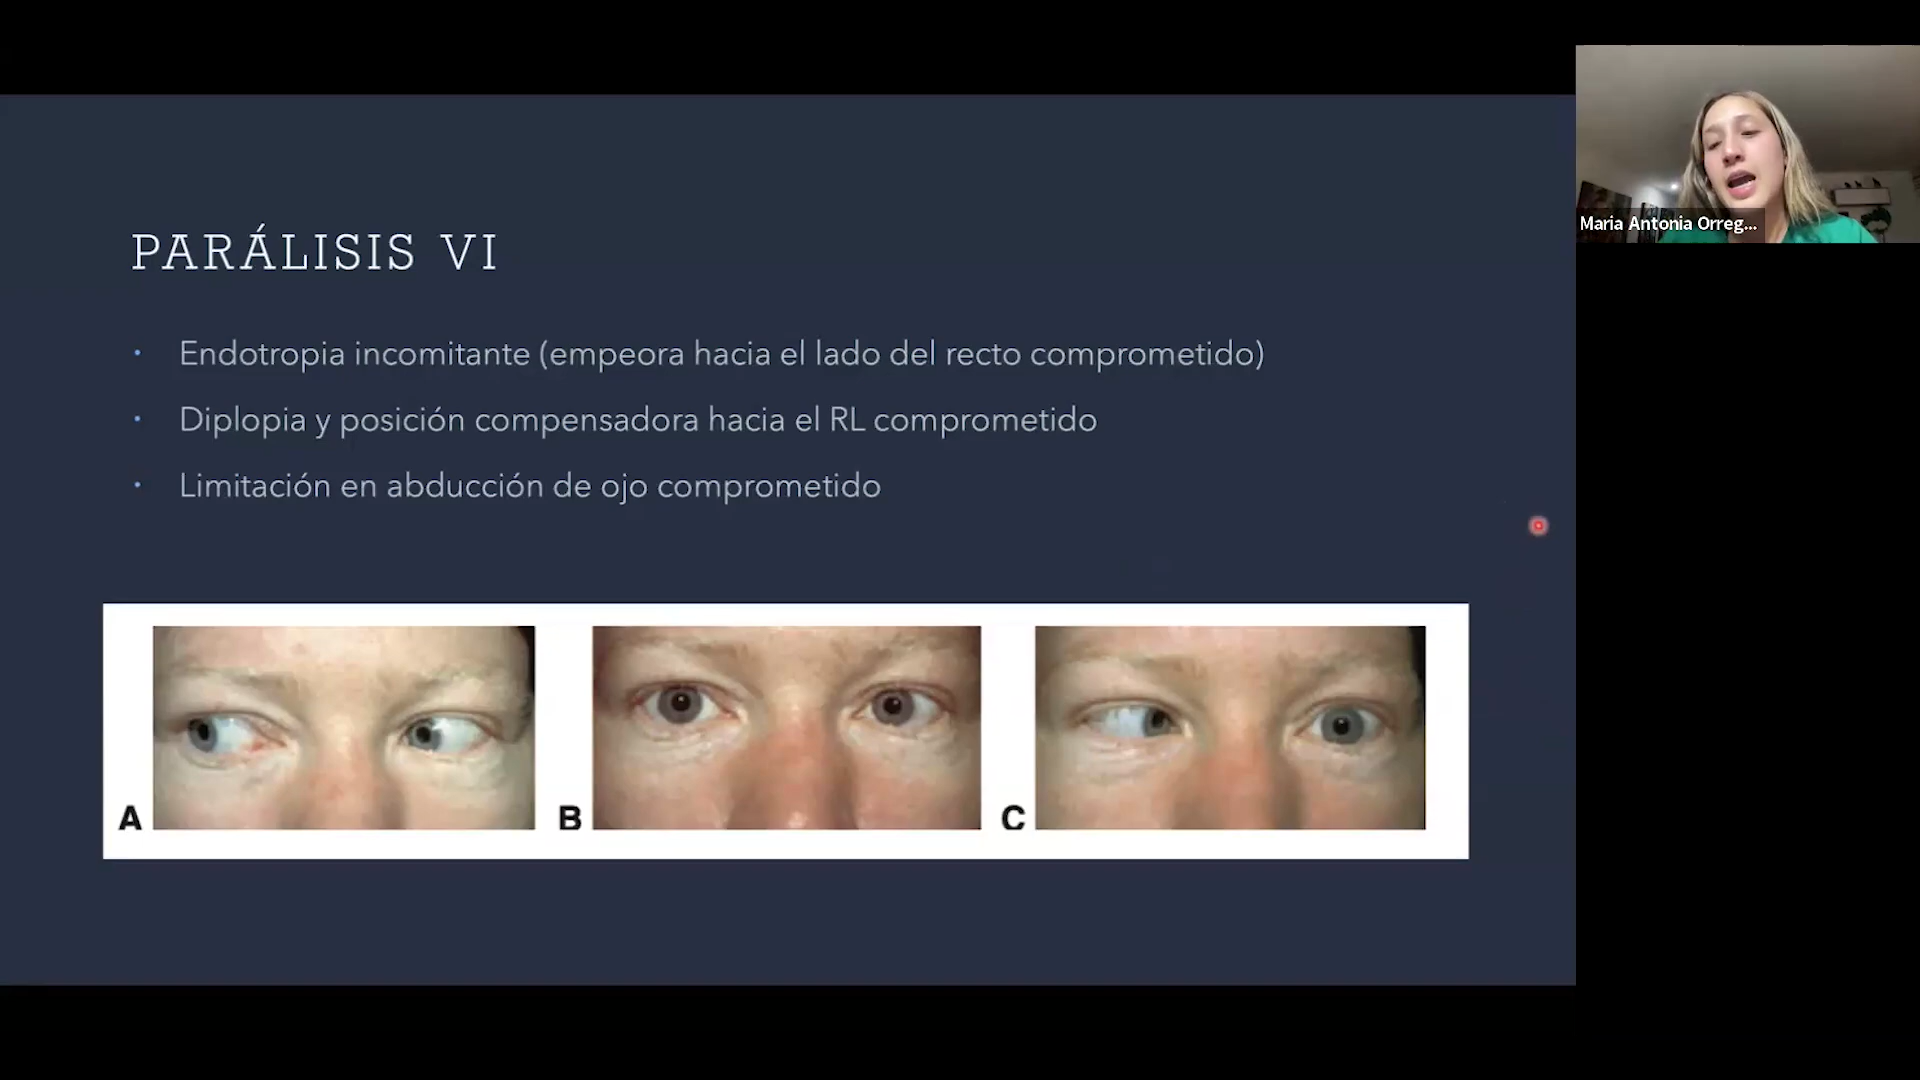 PARÁLISIS VI
• Endotropia incomitante (empeora hacia el lado del recto comprometido)
• Diplopia y posición compensadora hacia el RL comprometido
• Limitación en abducción de ojo comprometido
A B C
Maria Antonia Orreg...